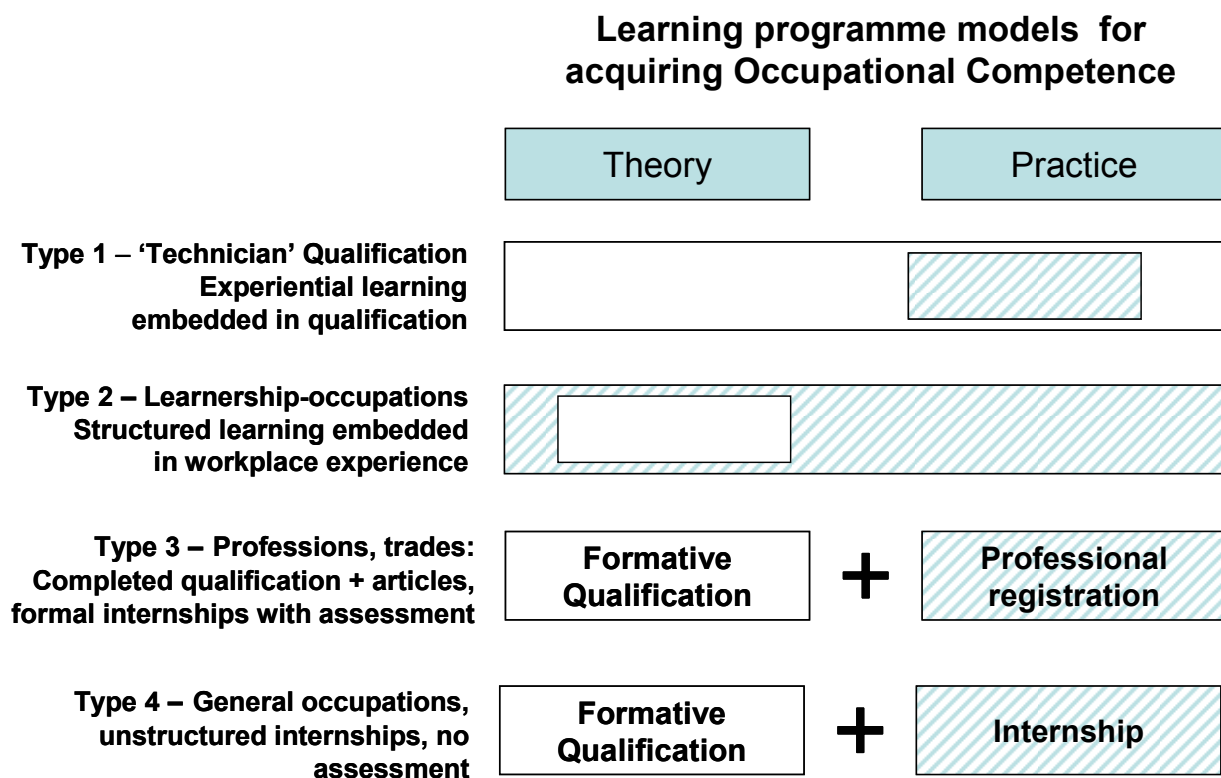 Learning programme models for
acquiring Occupational Competence
Theory
Practice
Type 1 – ‘Technician’ Qualification
Experiential learning
embedded in qualification
Type 2 – Learnership-occupations
Structured learning embedded
in workplace experience
Type 3 – Professions, trades:
Completed qualification + articles,
formal internships with assessment
Formative
Qualification
+
Professional
registration
Type 4 – General occupations,
unstructured internships, no
assessment
Formative
Qualification
+
Internship